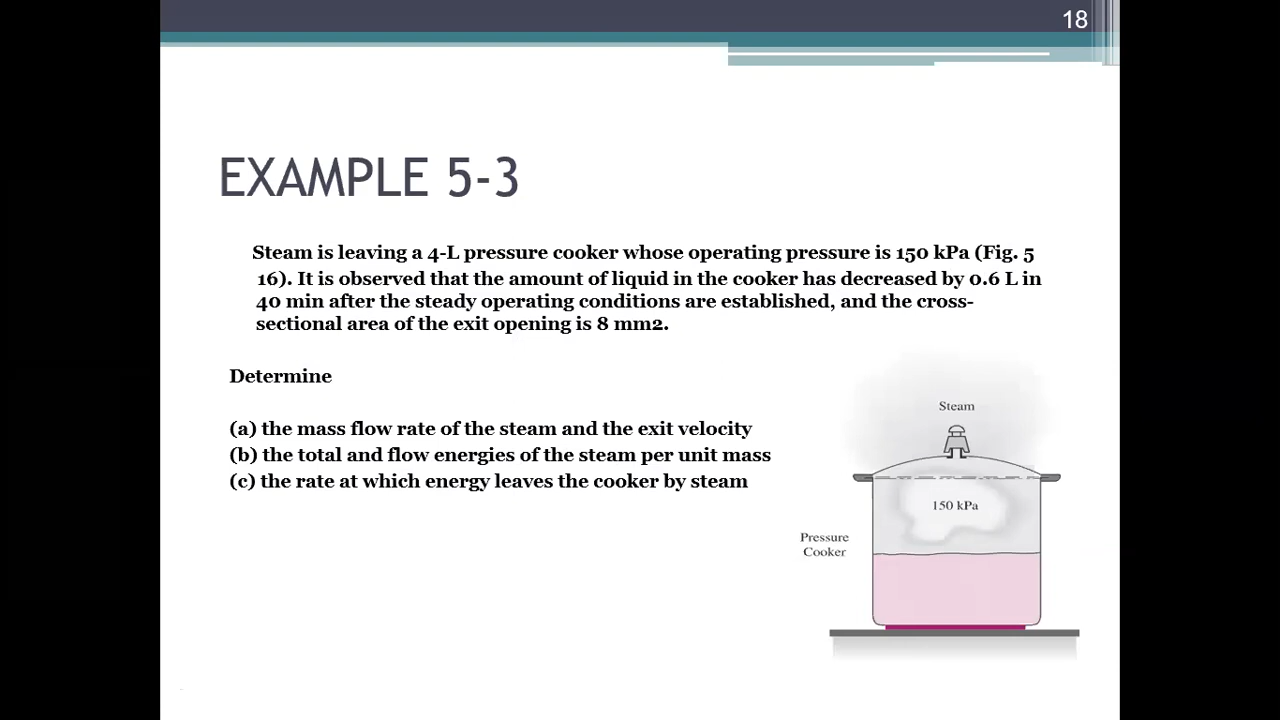 18
EXAMPLE 5-3
Steam is leaving a 4-L pressure cooker whose operating pressure is 150 kPa (Fig. 5
16). It is observed that the amount of liquid in the cooker has decreased by 0.6 L in
40 min after the steady operating conditions are established, and the cross-
sectional area of the exit opening is 8 mm2.
Determine
(a) the mass flow rate of the steam and the exit velocity
(b) the total and flow energies of the steam per unit mass
(c) the rate at which energy leaves the cooker by steam
Steam
150 kPa
Pressure
Cooker